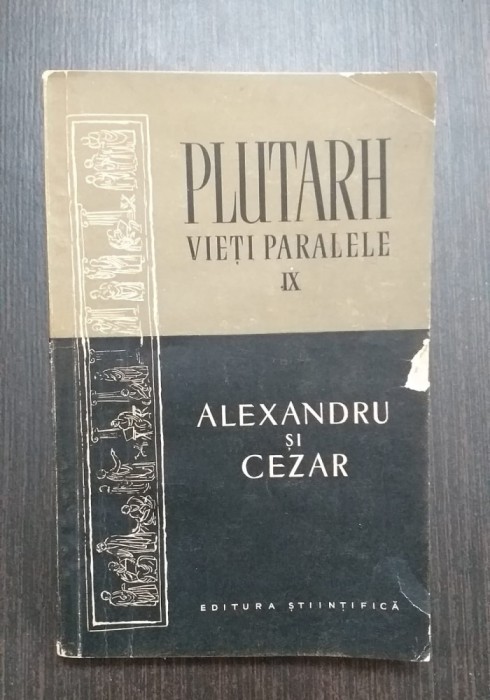 PLUTARH
VIEȚI PARALELE
IX
ALEXANDRU
ȘI
CEZAR
EDITURA ȘTIINȚIFICĂ